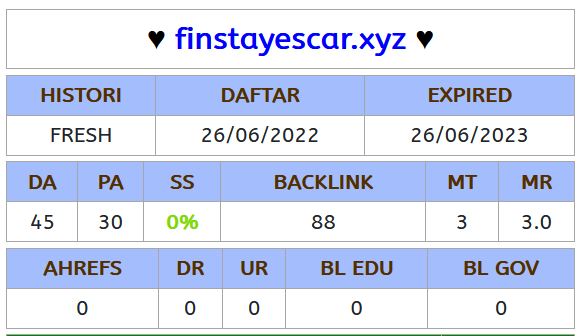 ♥ finstayescar.xyz ♥
HISTORI DAFTAR EXPIRED
FRESH 26/06/2022 26/06/2023
DA PA SS BACKLINK MT MR
45 30 0% 88 3 3.0
AHREFS DR UR BL EDU BL GOV
0 0 0 0 0